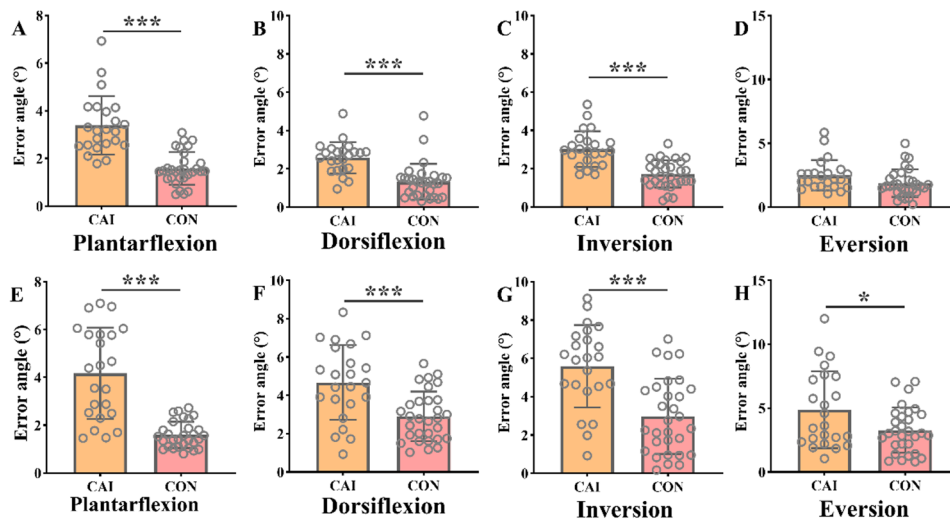 A
8
6
4
2
0
Error angle (°)
***
CAI CON
Plantarflexion
B
10
8
6
4
2
0
Error angle (°)
***
CAI CON
Dorsiflexion
C
10
8
6
4
2
0
Error angle (°)
***
CAI CON
Inversion
D
15
10
5
0
Error angle (°)
CAI CON
Eversion
E
8
6
4
2
0
Error angle (°)
***
CAI CON
Plantarflexion
F
10
8
6
4
2
0
Error angle (°)
***
CAI CON
Dorsiflexion
G
10
8
6
4
2
0
Error angle (°)
***
CAI CON
Inversion
H
15
10
5
0
Error angle (°)
*
CAI CON
Eversion